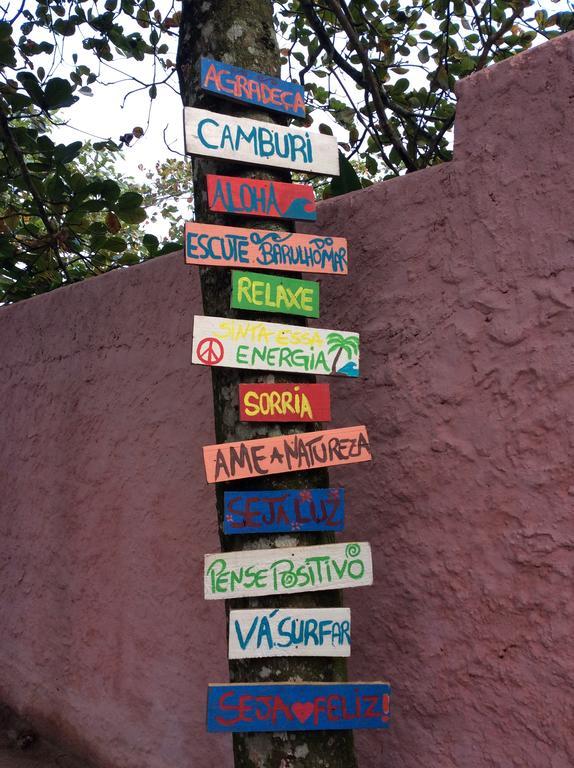 AGRADEÇA
CAMBURI
ALOHA
ESCUTE O BARULHO DO MAR
RELAXE
SINTA ESSA
ENERGIA
SORRIA
AME A NATUREZA
SEJA LUZ
PENSE POSITIVO
VÁ SURFAR
SEJA FELIZ!